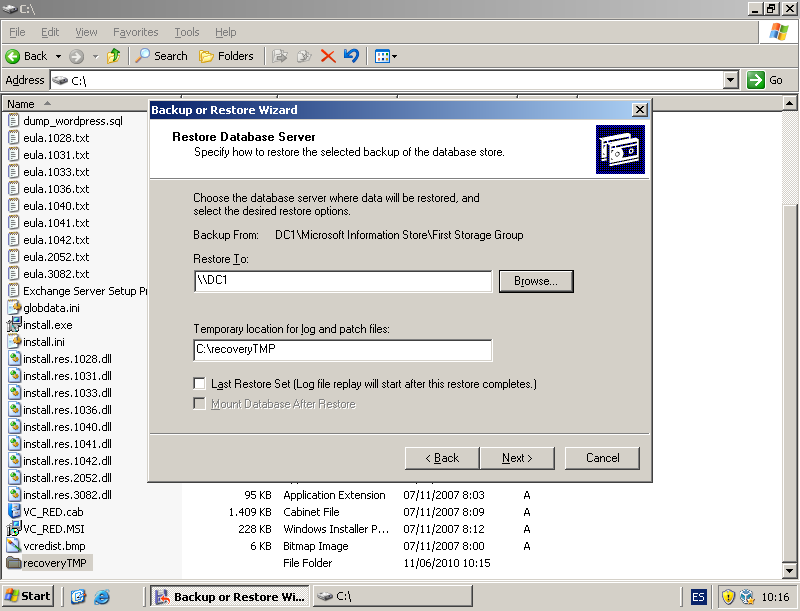 C:\
File Edit View Favorites Tools Help
Back Search Folders
Address C:\ Go
Name
dump_wordpress.sql
eula.1028.txt
eula.1031.txt
eula.1033.txt
eula.1036.txt
eula.1040.txt
eula.1041.txt
eula.1042.txt
eula.2052.txt
eula.3082.txt
Exchange Server Setup Pr
globdata.ini
install.exe
install.ini
install.res.1028.dll
install.res.1031.dll
install.res.1033.dll
install.res.1036.dll
install.res.1040.dll
install.res.1041.dll
install.res.1042.dll
install.res.2052.dll
install.res.3082.dll 95 KB Application Extension 07/11/2007 8:03 A
VC_RED.cab 1.409 KB Cabinet File 07/11/2007 8:09 A
VC_RED.MSI 228 KB Windows Installer P... 07/11/2007 8:12 A
vcredist.bmp 6 KB Bitmap Image 07/11/2007 8:00 A
recoveryTMP File Folder 11/06/2010 10:15
Backup or Restore Wizard
Restore Database Server
Specify how to restore the selected backup of the database store.
Choose the database server where data will be restored, and
select the desired restore options.
Backup From: DC1\Microsoft Information Store\First Storage Group
Restore To:
\\DC1 Browse...
Temporary location for log and patch files:
C:\recoveryTMP
Last Restore Set (Log file replay will start after this restore completes.)
Mount Database After Restore
< Back Next > Cancel
Start Backup or Restore Wi... C:\ ES 10:16